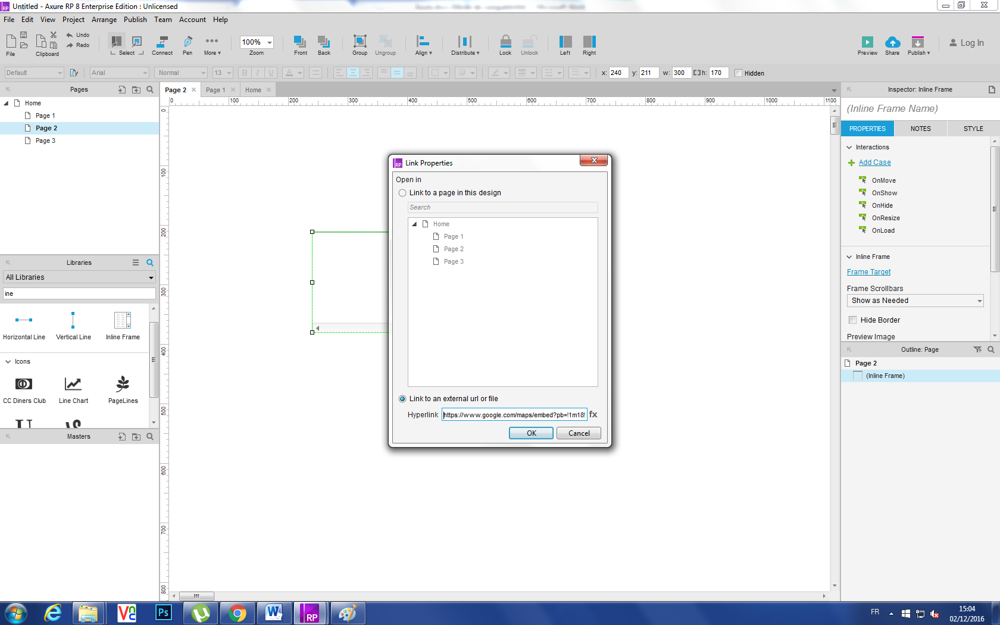 Untitled - Axure RP 8 Enterprise Edition : Unlicensed
File Edit View Project Arrange Publish Team Account Help
Undo
Redo
File Clipboard Select Connect Pen More ▾ 100% Zoom Front Back Group Ungroup Align ▾ Distribute ▾ Lock Unlock Left Right Preview Share Publish ▾ Log In
Default Arial Normal 13 B I U A x: 240 y: 211 w: 300 h: 170 Hidden
Pages
Home
Page 1
Page 2
Page 3
Libraries
All Libraries
ine
Horizontal Line Vertical Line Inline Frame
Icons
CC Diners Club Line Chart PageLines
Masters
Page 2 Page 1 Home
0 100 200 300 400 500 600 700 800 900 1000 1100
0
100
200
300
400
500
600
700
800
RP Link Properties
Open in
Link to a page in this design
Search
Home
Page 1
Page 2
Page 3
Link to an external url or file
Hyperlink https://www.google.com/maps/embed?pb=!1m18! fx
OK Cancel
Inspector: Inline Frame
(Inline Frame Name)
PROPERTIES NOTES STYLE
Interactions
Add Case
OnMove
OnShow
OnHide
OnResize
OnLoad
Inline Frame
Frame Target
Frame Scrollbars
Show as Needed
Hide Border
Preview Image
Outline: Page
Page 2
(Inline Frame)
VNC Ps W RP
FR
15:04
02/12/2016